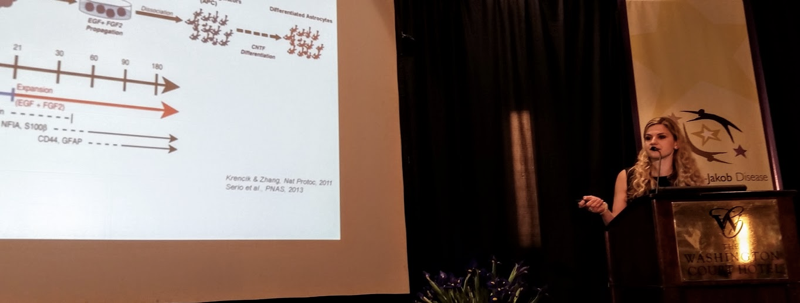 (APC)
Differentiated Astrocytes
EGF+ FGF2
Propagation
Dissociation
CNTF
Differentiation
21 30 60 90 180
Expansion
(EGF + FGF2)
NFIA, S100β
CD44, GFAP
Krencik & Zhang, Nat Protoc, 2011
Serio et al., PNAS, 2013
-Jakob Disease
THE
WASHINGTON
COURT HOTEL